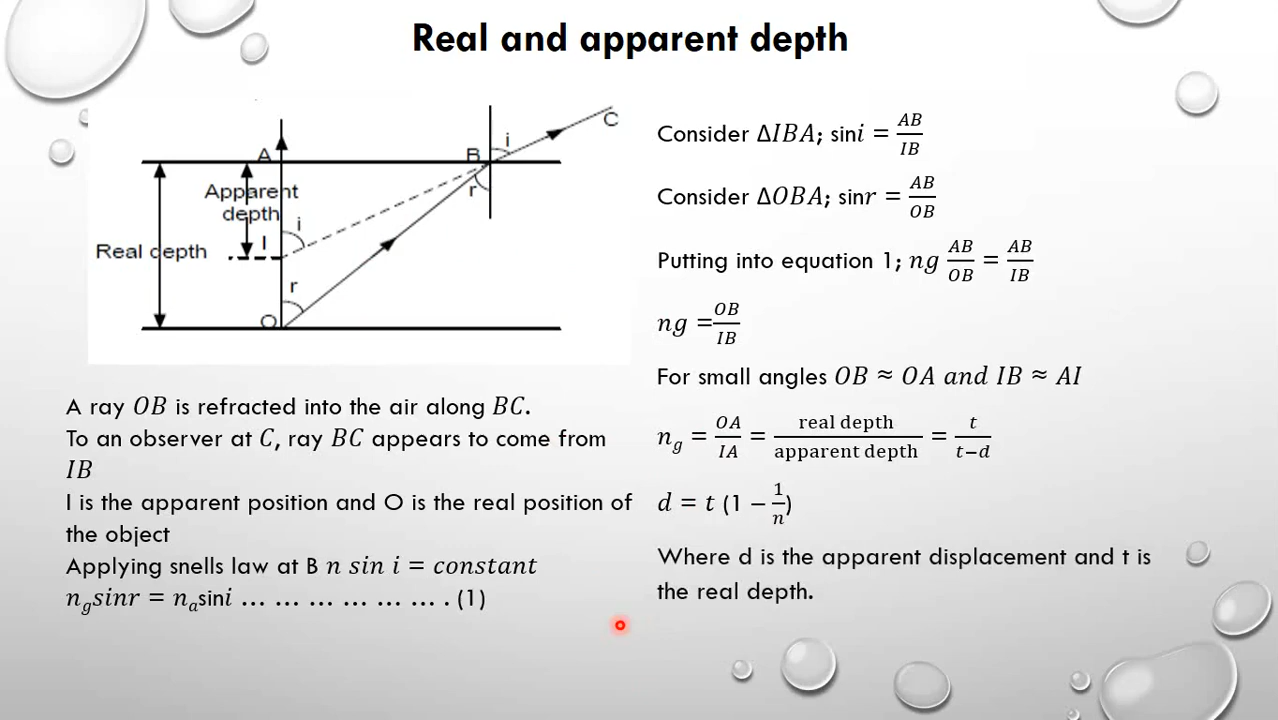 Real and apparent depth
A
B
C
i
r
Apparent
depth
i
I
Real depth
r
O
A ray OB is refracted into the air along BC.
To an observer at C, ray BC appears to come from
IB
I is the apparent position and O is the real position of
the object
Applying snells law at B n sin i = constant
n_g sinr = n_a sini … … … … … … . (1)
Consider ΔIBA; sini = AB/IB
Consider ΔOBA; sinr = AB/OB
Putting into equation 1; ng AB/OB = AB/IB
ng = OB/IB
For small angles OB ≈ OA and IB ≈ AI
n_g = OA/IA = real depth/apparent depth = t/(t−d)
d = t (1 − 1/n)
Where d is the apparent displacement and t is
the real depth.